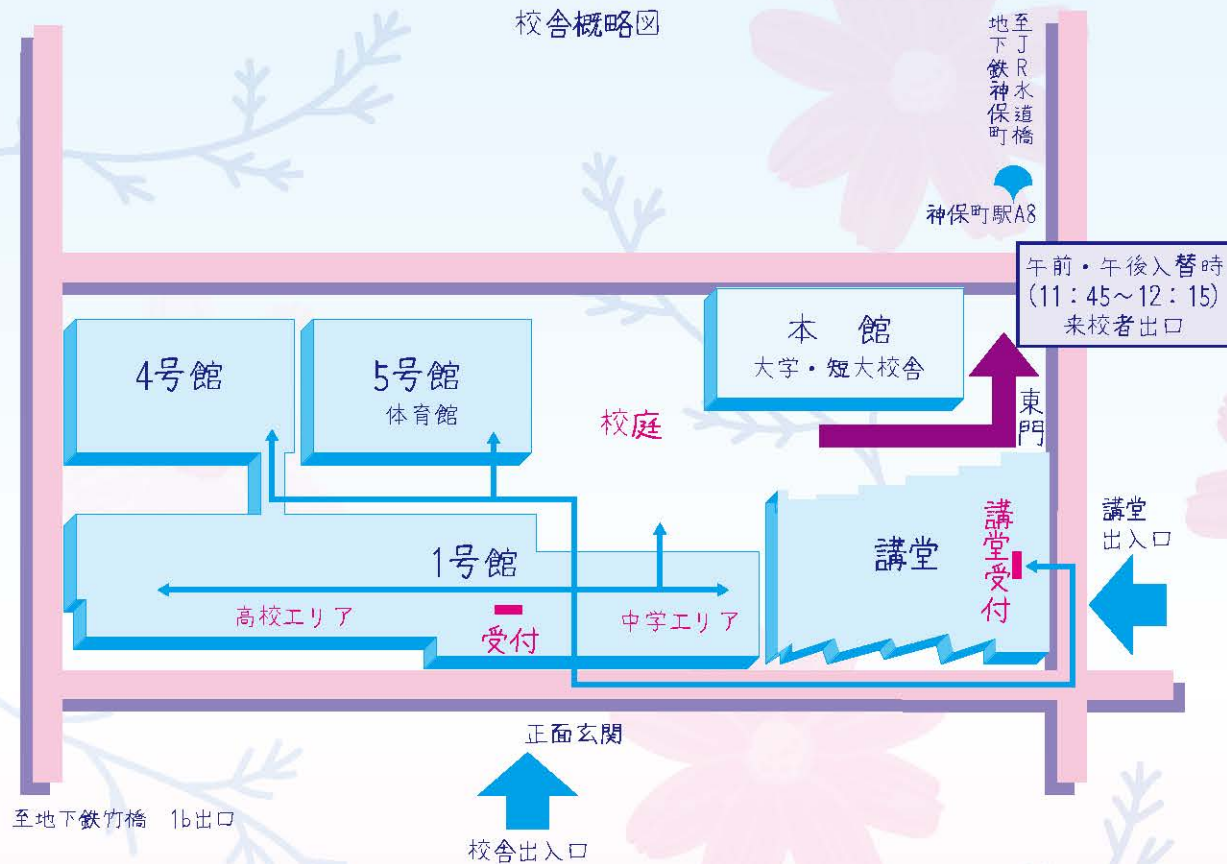 校舎概略図
至JR水道橋
地下鉄神保町
神保町駅A8
午前・午後入替時
(11：45～12：15)
来校者出口
本　館
大学・短大校舎
4号館
5号館
体育館
校庭
東門
講堂
出入口
講堂
講堂受付
1号館
高校エリア
受付
中学エリア
正面玄関
至地下鉄竹橋　1b出口
校舎出入口